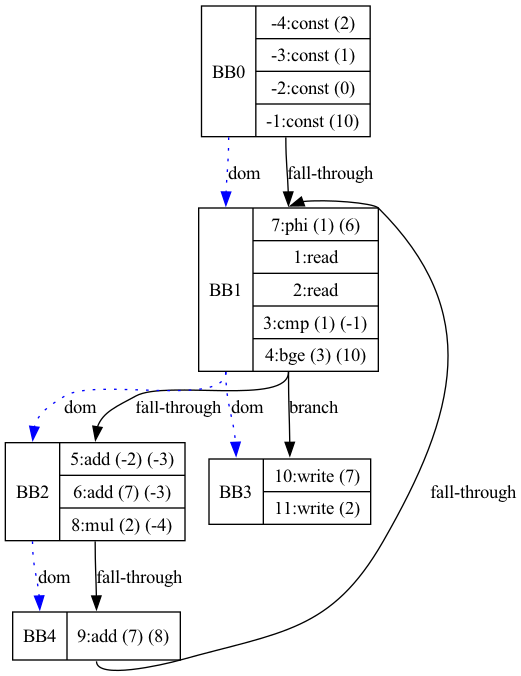 BB0
-4:const (2)
-3:const (1)
-2:const (0)
-1:const (10)
dom
fall-through
BB1
7:phi (1) (6)
1:read
2:read
3:cmp (1) (-1)
4:bge (3) (10)
dom
fall-through
dom
branch
BB2
5:add (-2) (-3)
6:add (7) (-3)
8:mul (2) (-4)
BB3
10:write (7)
11:write (2)
fall-through
dom
fall-through
BB4
9:add (7) (8)